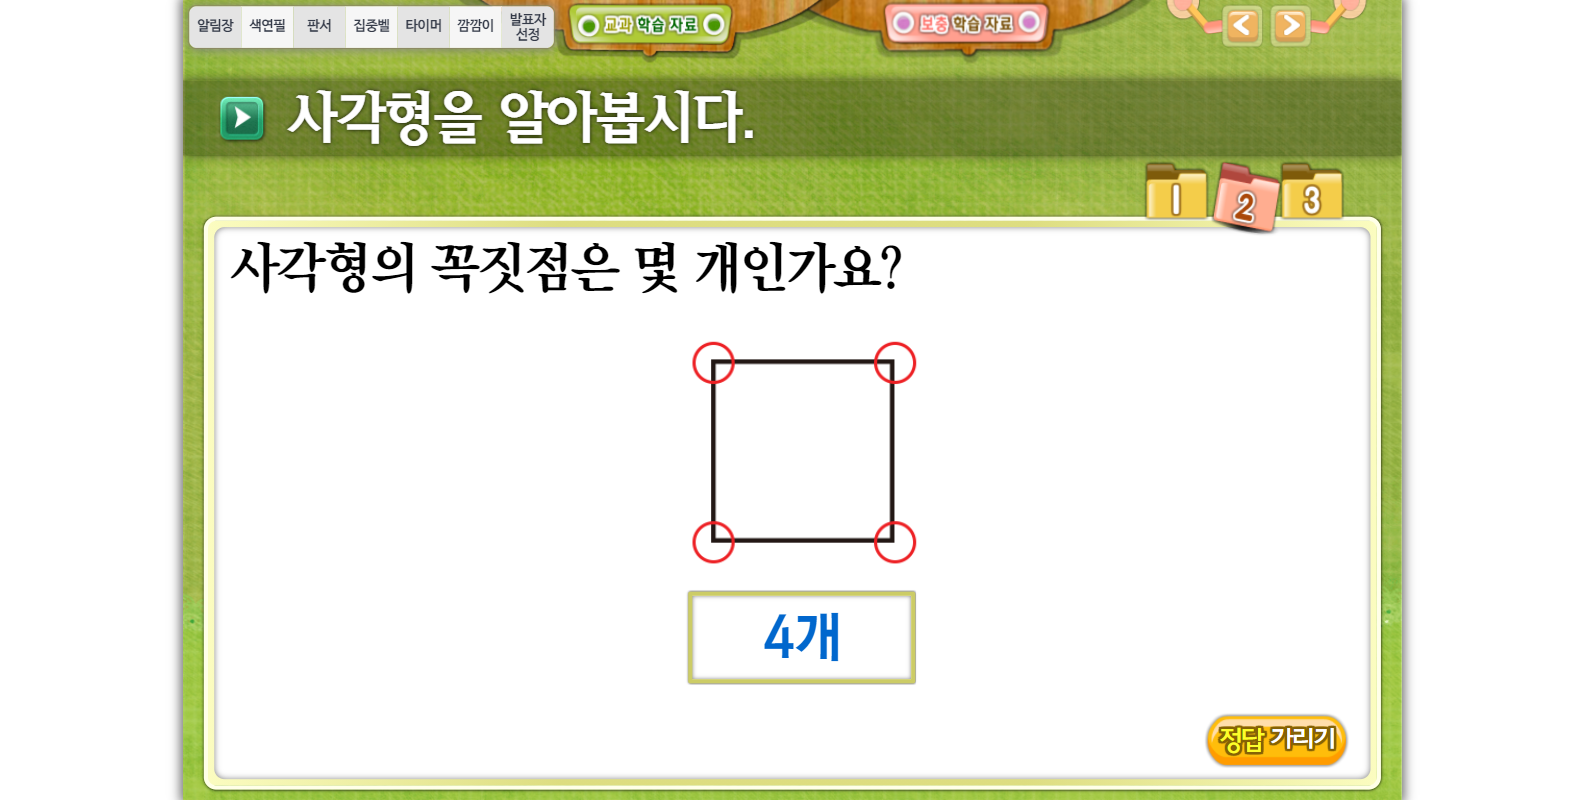 알림장 색연필 판서 집중벨 타이머 깜깜이 발표자 선정
교과 학습 자료
보충 학습 자료
사각형을 알아봅시다.
1 2 3
사각형의 꼭짓점은 몇 개인가요?
4개
정답 가리기